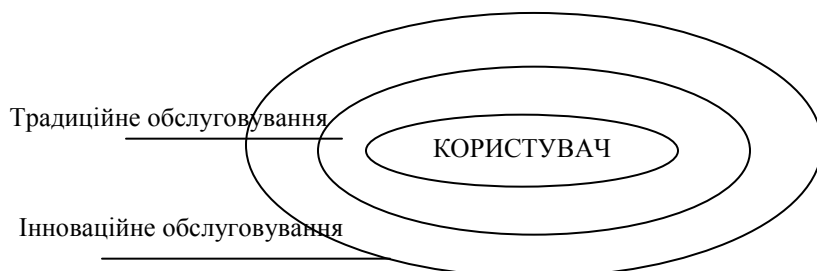 Традиційне обслуговування
КОРИСТУВАЧ
Інноваційне обслуговування